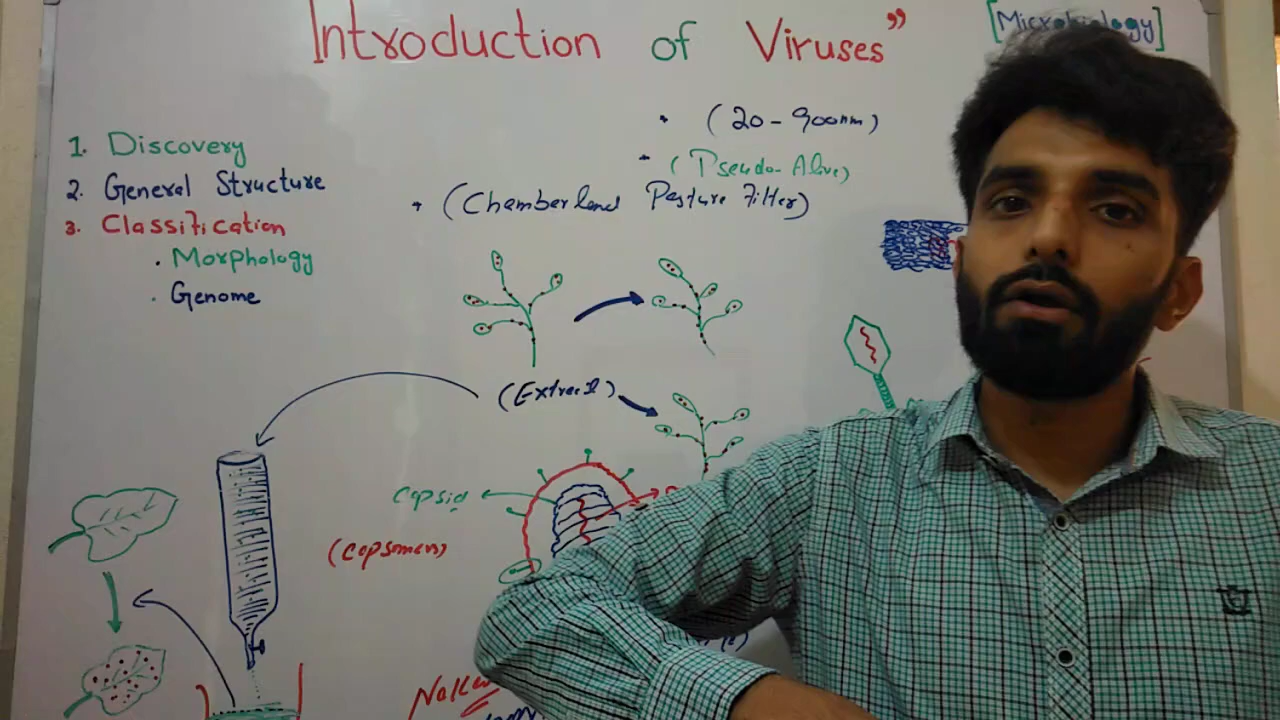 Introduction of Viruses”
[Microbiology]
1. Discovery
2. General Structure
3. Classification
• Morphology
• Genome
• (20-900nm)
• (Pseudo-Alive)
• (Chamberland Pasture Filter)
(Extract)
Capsid
(Capsomers)
Naked